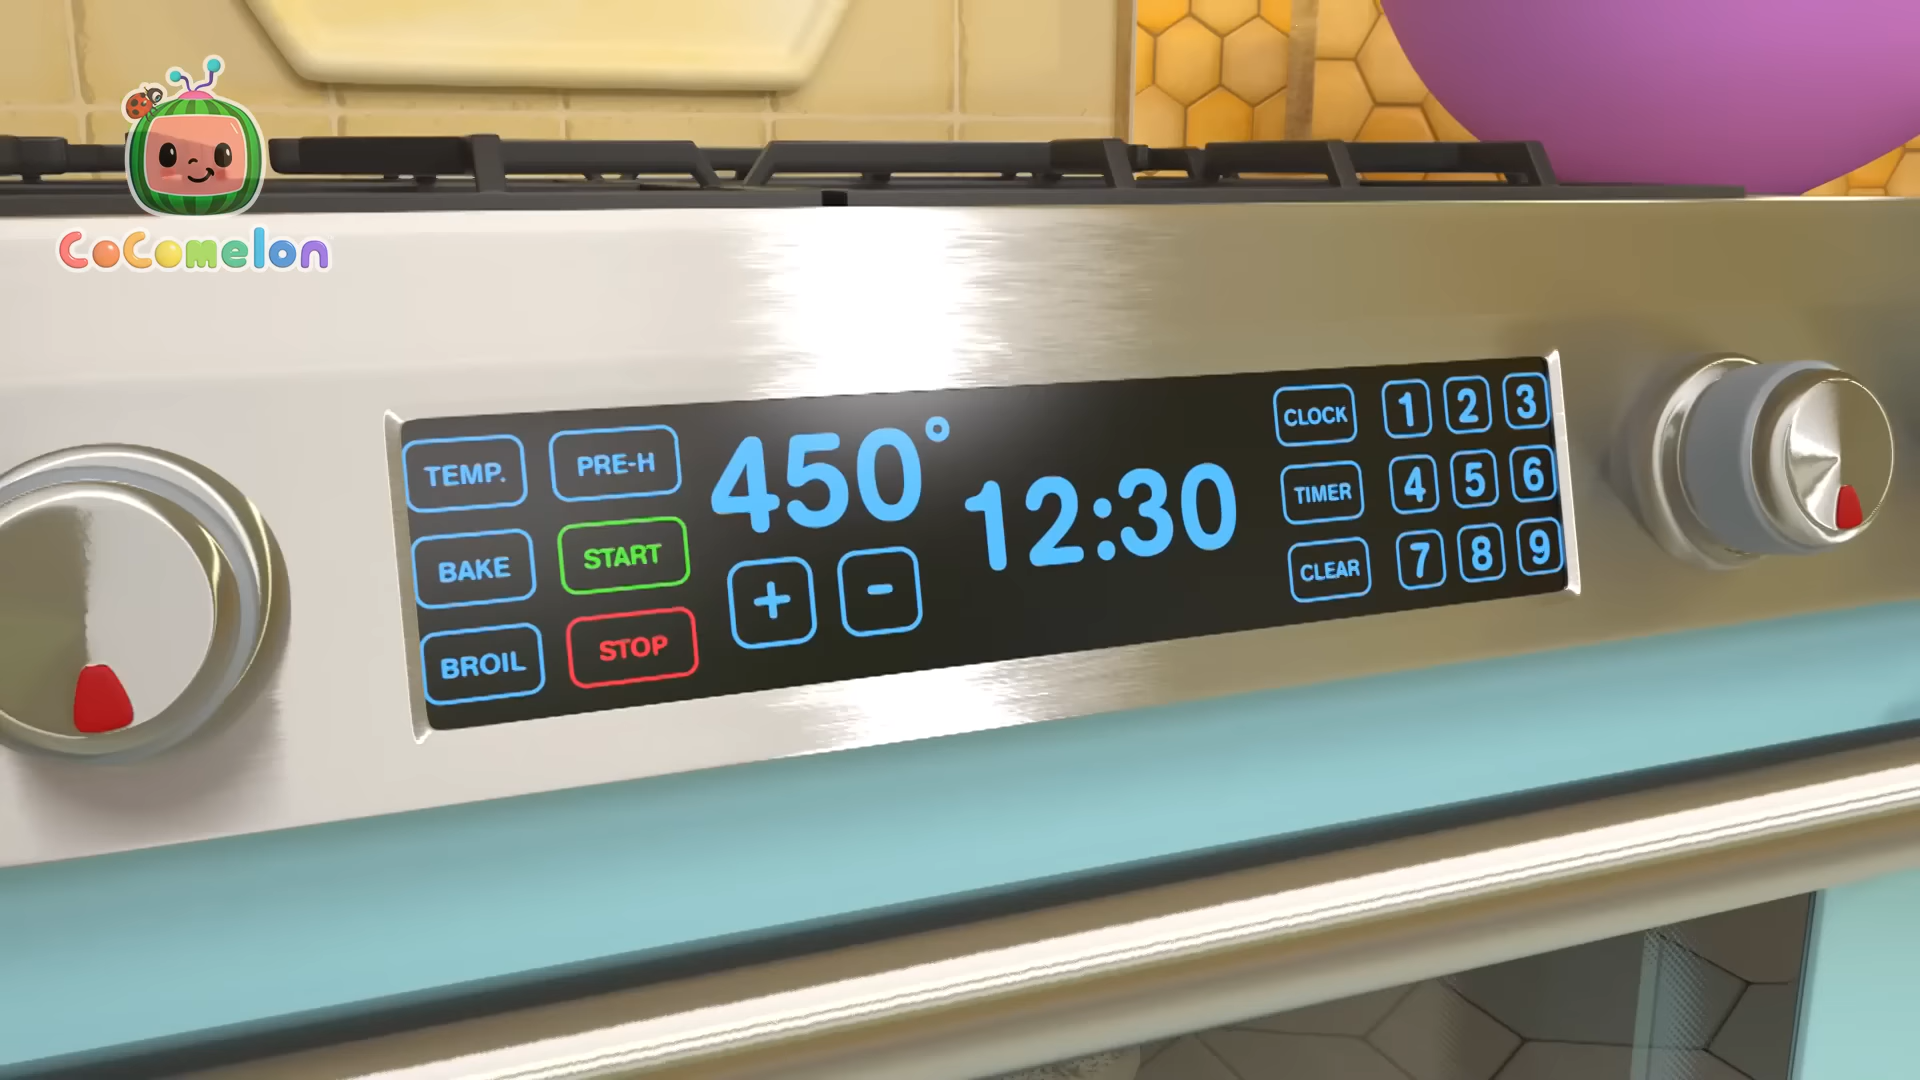 CoComelon
TEMP. PRE-H 450° 12:30 CLOCK 1 2 3
BAKE START + - TIMER 4 5 6
BROIL STOP CLEAR 7 8 9